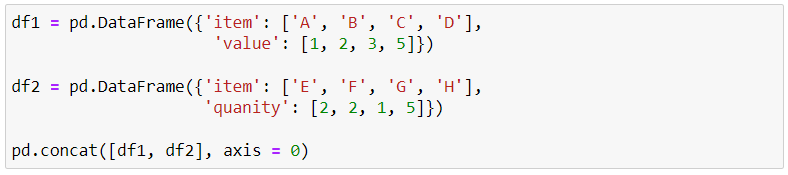 df1 = pd.DataFrame({'item': ['A', 'B', 'C', 'D'],
'value': [1, 2, 3, 5]})
df2 = pd.DataFrame({'item': ['E', 'F', 'G', 'H'],
'quanity': [2, 2, 1, 5]})
pd.concat([df1, df2], axis = 0)